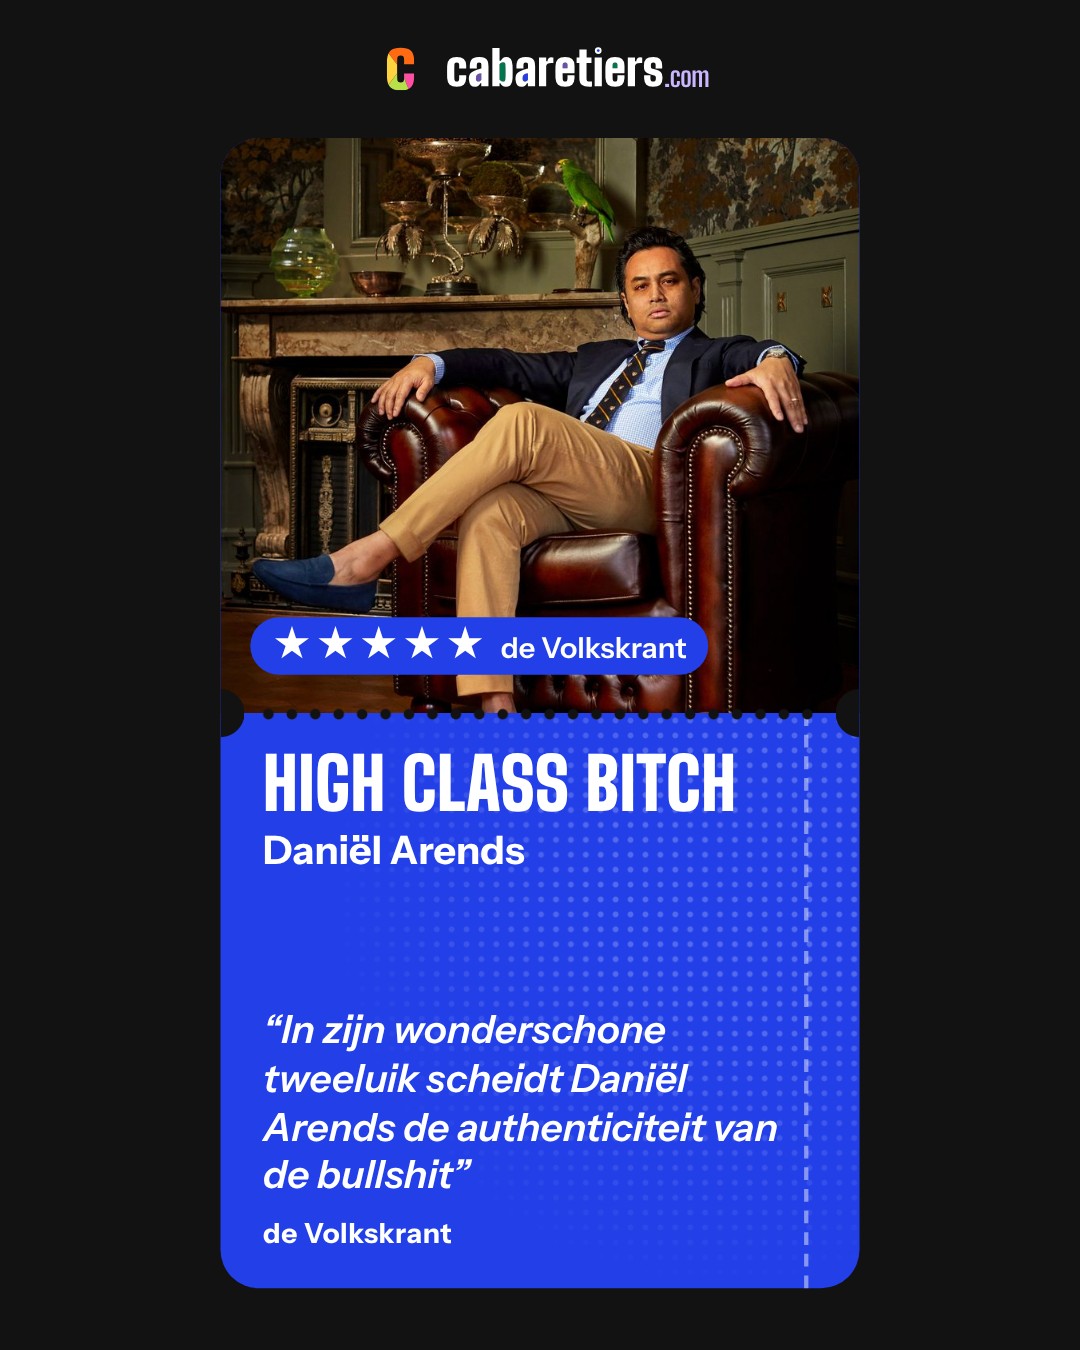 cabaretiers.com
★★★★★ de Volkskrant
HIGH CLASS BITCH
Daniël Arends
“In zijn wonderschone
tweeluik scheidt Daniël
Arends de authenticiteit van
de bullshit”
de Volkskrant